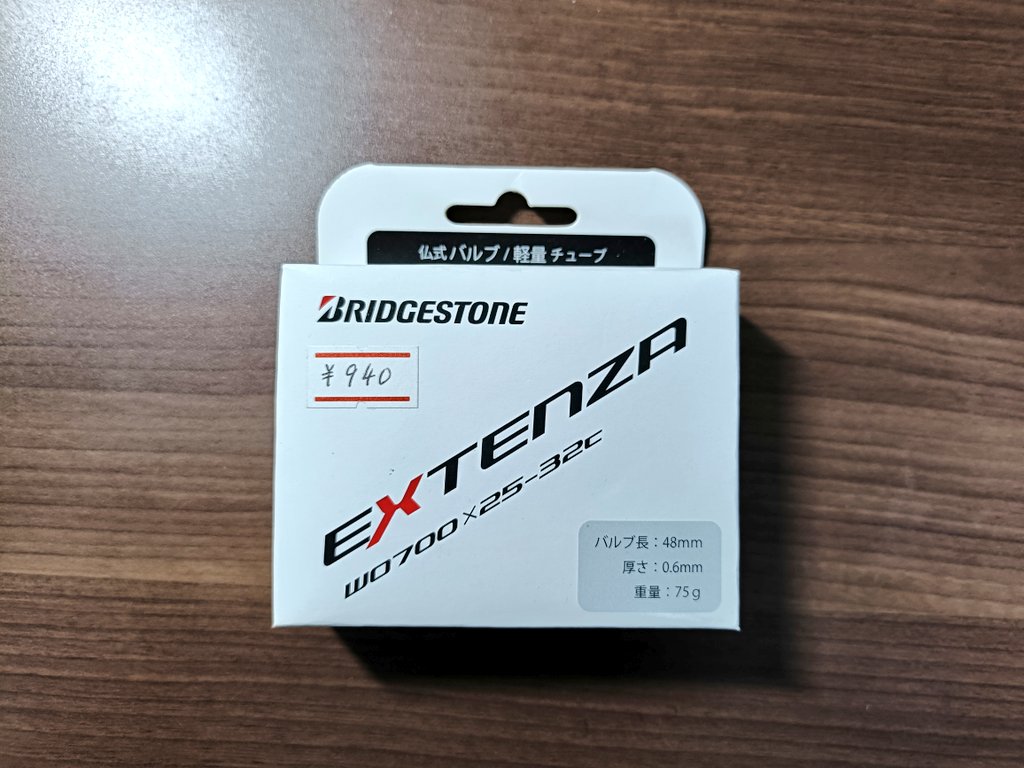 仏式バルブ/軽量チューブ
BRIDGESTONE
¥940
EXTENZA
WO700×25-32C
バルブ長：48mm
厚さ：0.6mm
重量：75g